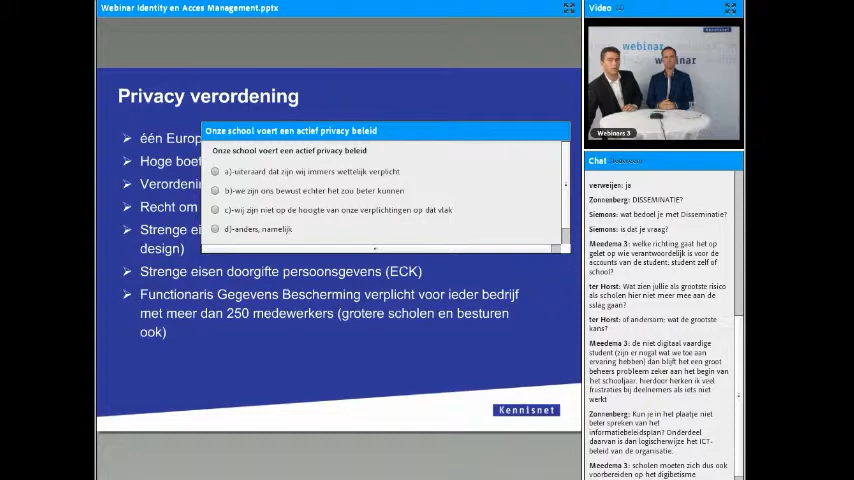 Webinar Identity en Acces Management.pptx
Privacy verordening
één Europ
Hoge boet
Verordenin
Recht om
Strenge ei
design)
Strenge eisen doorgifte persoonsgevens (ECK)
Functionaris Gegevens Bescherming verplicht voor ieder bedrijf
met meer dan 250 medewerkers (grotere scholen en besturen
ook)
Kennisnet
Onze school voert een actief privacy beleid
Onze school voert een actief privacy beleid
a)-uiteraard dat zijn wij immers wettelijk verplicht
b)-we zijn ons bewust echter het zou beter kunnen
c)-wij zijn niet op de hoogte van onze verplichtingen op dat vlak
d)-anders, namelijk
Video
Kennisnet
webinar
Webinars 3
Chat (Iedereen)
verweijen: ja
Zonnenberg: DISSEMINATIE?
Siemons: wat bedoel je met Disseminatie?
Siemons: is dat je vraag?
Meedema 3: welke richting gaat het op
gelet op wie verantwoordelijk is voor de
accounts van de student; student zelf of
school?
ter Horst: Wat zien jullie als grootste risico
als scholen hier niet meer mee aan de
sslag gaan?
ter Horst: of andersom: wat de grootste
kans?
Meedema 3: de niet digitaal vaardige
student (zijn er nogal wat we toe aan
ervaring hebben) dan blijft het een groot
beheers probleem zeker aan het begin van
het schooljaar. hierdoor herken ik veel
frustraties bij deelnemers als iets niet
werkt
Zonnenberg: Kun je in het plaatje niet
beter spreken van het
informatiebeleidsplan? Onderdeel
daarvan is dan logischerwijze het ICT-
beleid van de organisatie.
Meedema 3: scholen moeten zich dus ook
voorbereiden op het digibetisme